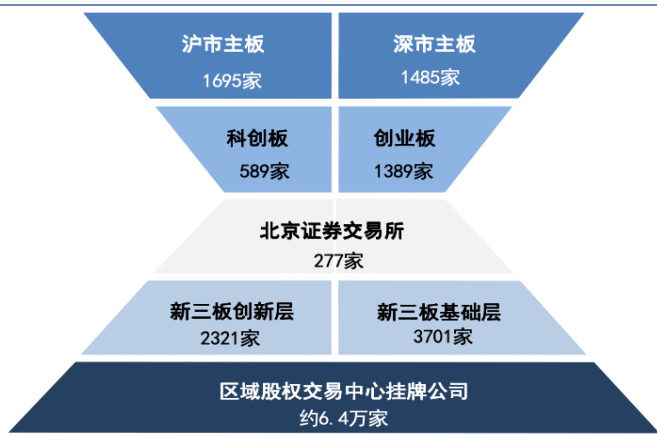 沪市主板
1695家
深市主板
1485家
科创板
589家
创业板
1389家
北京证券交易所
277家
新三板创新层
2321家
新三板基础层
3701家
区域股权交易中心挂牌公司
约6.4万家